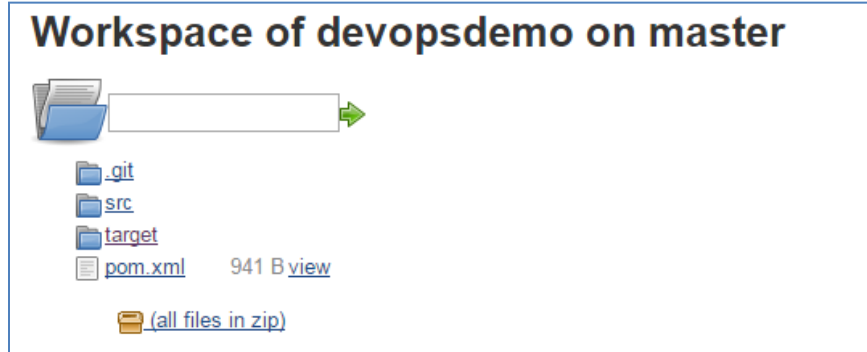 Workspace of devopsdemo on master
.git
src
target
pom.xml 941 B view
(all files in zip)